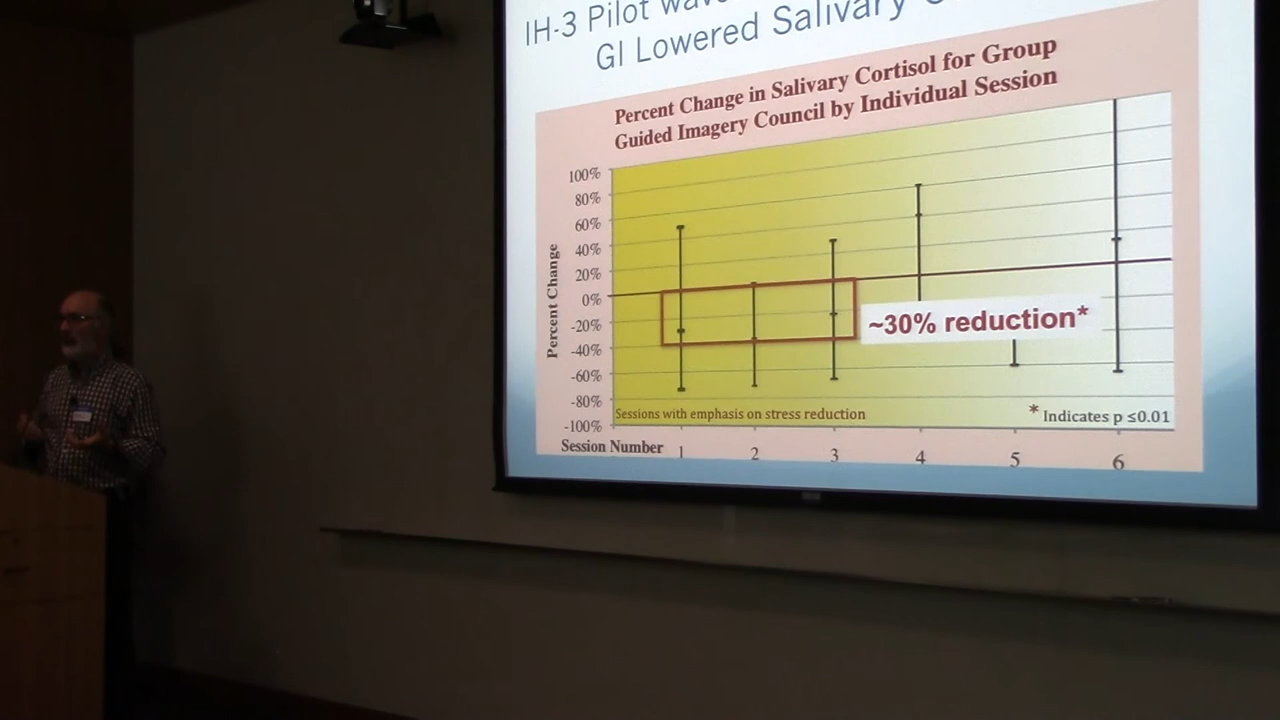 IH-3 Pilot
GI Lowered Salivary
Percent Change in Salivary Cortisol for Group
Guided Imagery Council by Individual Session
Percent Change
100%
80%
60%
40%
20%
0%
-20%
-40%
-60%
-80%
-100%
~30% reduction*
Sessions with emphasis on stress reduction
* Indicates p ≤0.01
Session Number 1 2 3 4 5 6